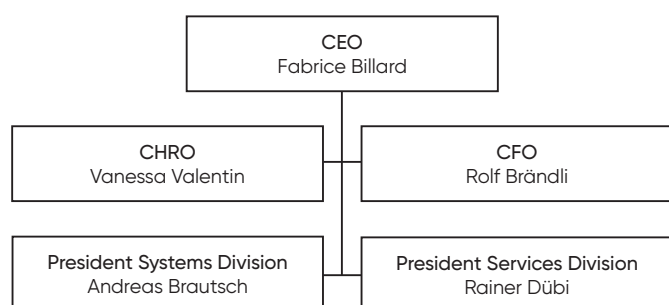 CEO
Fabrice Billard
CHRO
Vanessa Valentin
CFO
Rolf Brändli
President Systems Division
Andreas Brautsch
President Services Division
Rainer Dübi